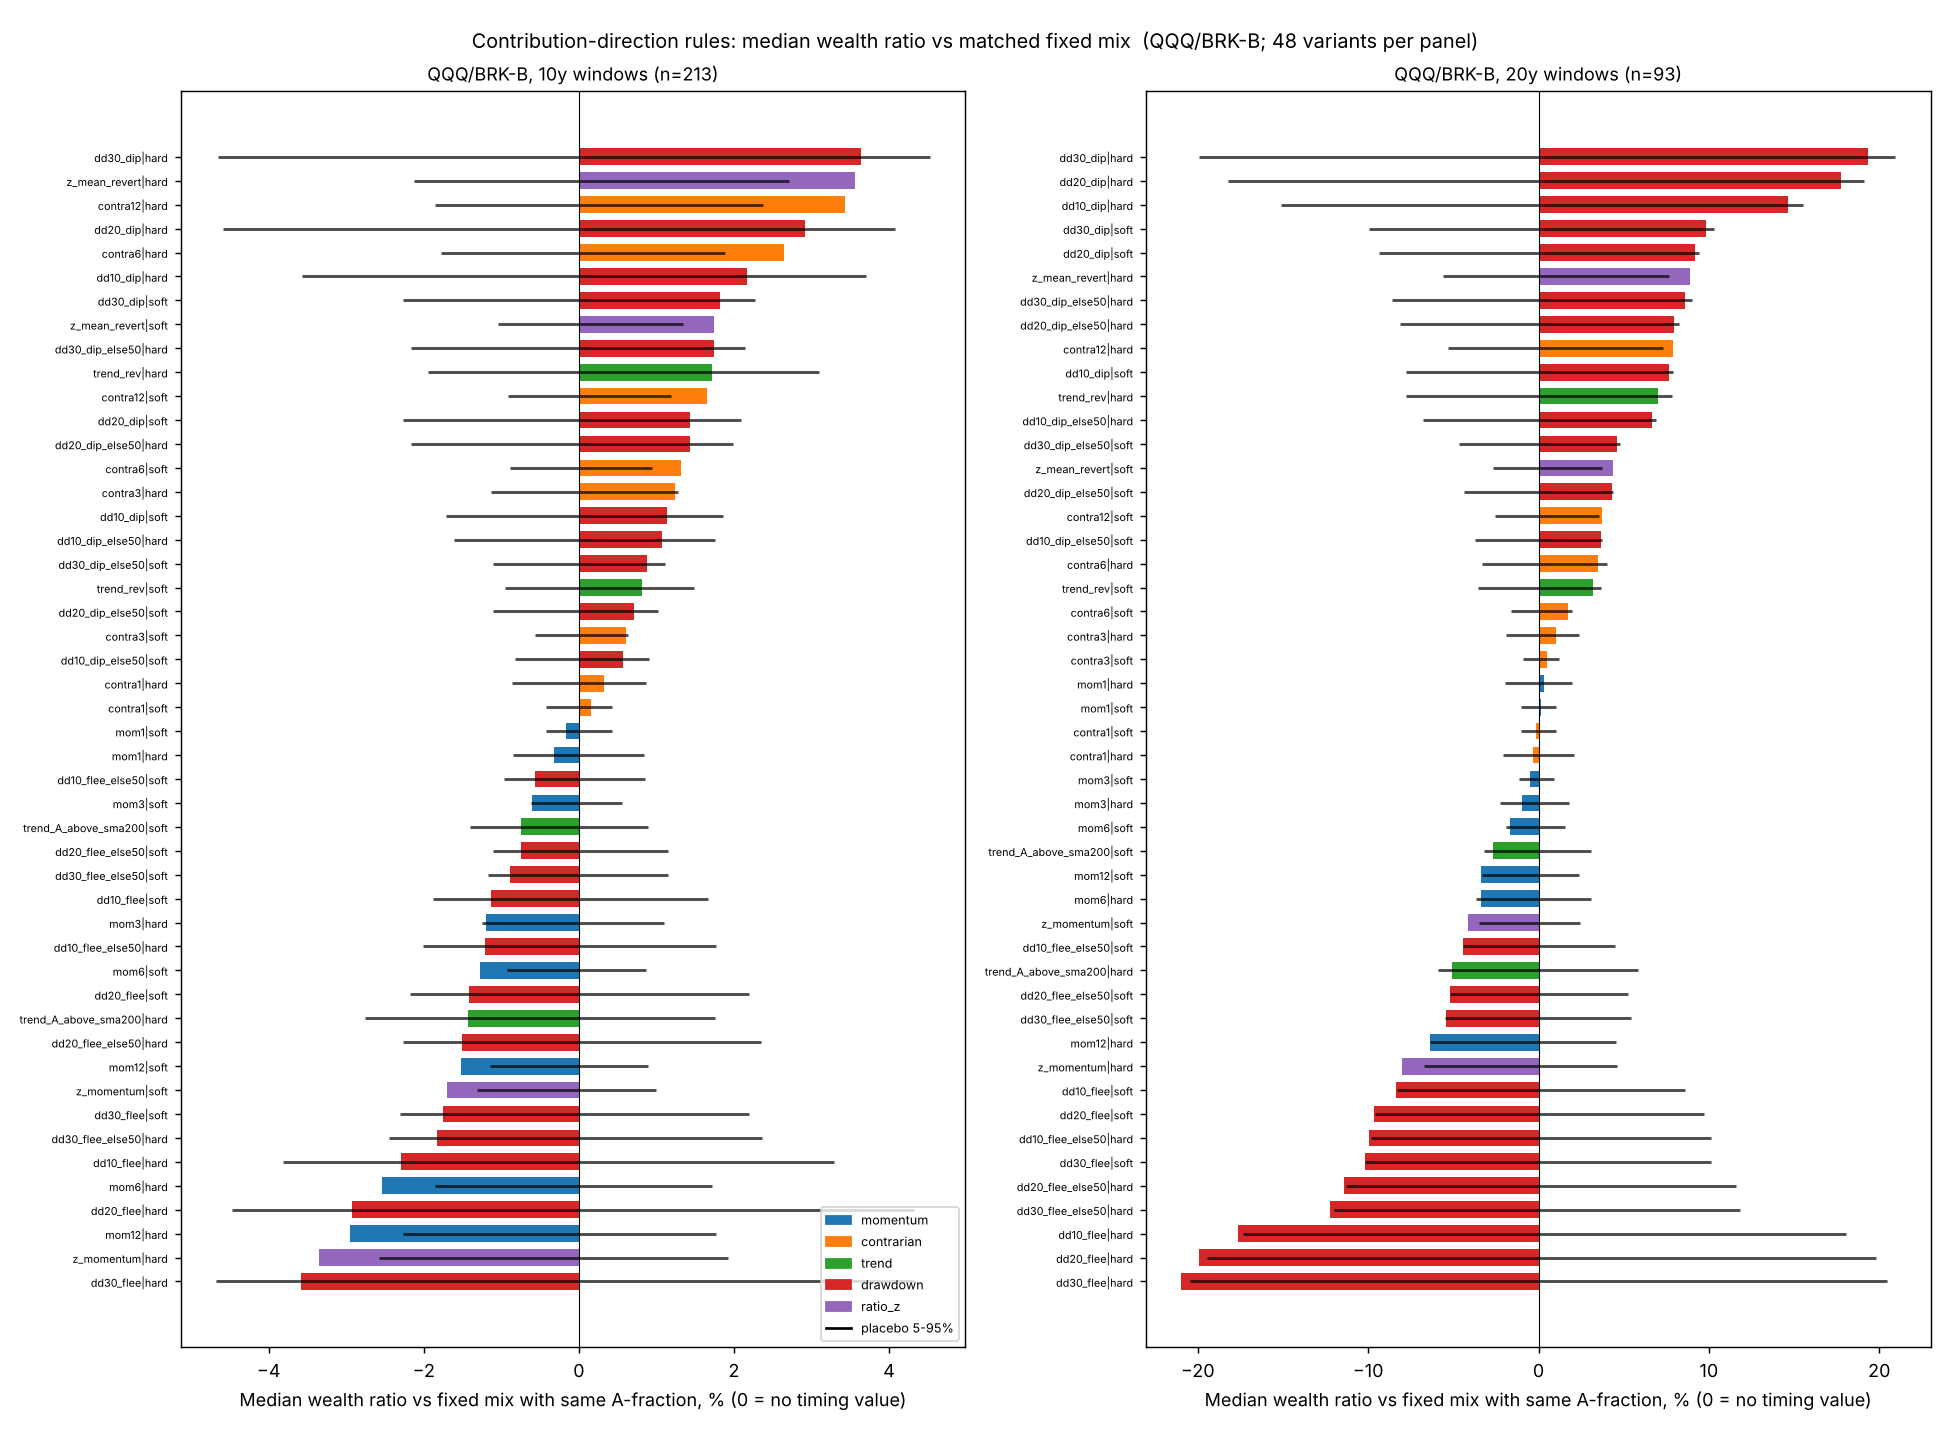 Contribution-direction rules: median wealth ratio vs matched fixed mix (QQQ/BRK-B; 48 variants per panel)
QQQ/BRK-B, 10y windows (n=213)
dd30_dip|hard
z_mean_revert|hard
contra12|hard
dd20_dip|hard
contra6|hard
dd10_dip|hard
dd30_dip|soft
z_mean_revert|soft
dd30_dip_else50|hard
trend_rev|hard
contra12|soft
dd20_dip|soft
dd20_dip_else50|hard
contra6|soft
contra3|hard
dd10_dip|soft
dd10_dip_else50|hard
dd30_dip_else50|soft
trend_rev|soft
dd20_dip_else50|soft
contra3|soft
dd10_dip_else50|soft
contra1|hard
contra1|soft
mom1|soft
mom1|hard
dd10_flee_else50|soft
mom3|soft
trend_A_above_sma200|soft
dd20_flee_else50|soft
dd30_flee_else50|soft
dd10_flee|soft
mom3|hard
dd10_flee_else50|hard
mom6|soft
dd20_flee|soft
trend_A_above_sma200|hard
dd20_flee_else50|hard
mom12|soft
z_momentum|soft
dd30_flee|soft
dd30_flee_else50|hard
dd10_flee|hard
mom6|hard
dd20_flee|hard
mom12|hard
z_momentum|hard
dd30_flee|hard
momentum
contrarian
trend
drawdown
ratio_z
placebo 5-95%
−4 −2 0 2 4
Median wealth ratio vs fixed mix with same A-fraction, % (0 = no timing value)
QQQ/BRK-B, 20y windows (n=93)
dd30_dip|hard
dd20_dip|hard
dd10_dip|hard
dd30_dip|soft
dd20_dip|soft
z_mean_revert|hard
dd30_dip_else50|hard
dd20_dip_else50|hard
contra12|hard
dd10_dip|soft
trend_rev|hard
dd10_dip_else50|hard
dd30_dip_else50|soft
z_mean_revert|soft
dd20_dip_else50|soft
contra12|soft
dd10_dip_else50|soft
contra6|hard
trend_rev|soft
contra6|soft
contra3|hard
contra3|soft
mom1|hard
mom1|soft
contra1|soft
contra1|hard
mom3|soft
mom3|hard
mom6|soft
trend_A_above_sma200|soft
mom12|soft
mom6|hard
z_momentum|soft
dd10_flee_else50|soft
trend_A_above_sma200|hard
dd20_flee_else50|soft
dd30_flee_else50|soft
mom12|hard
z_momentum|hard
dd10_flee|soft
dd20_flee|soft
dd10_flee_else50|hard
dd30_flee|soft
dd20_flee_else50|hard
dd30_flee_else50|hard
dd10_flee|hard
dd20_flee|hard
dd30_flee|hard
−20 −10 0 10 20
Median wealth ratio vs fixed mix with same A-fraction, % (0 = no timing value)